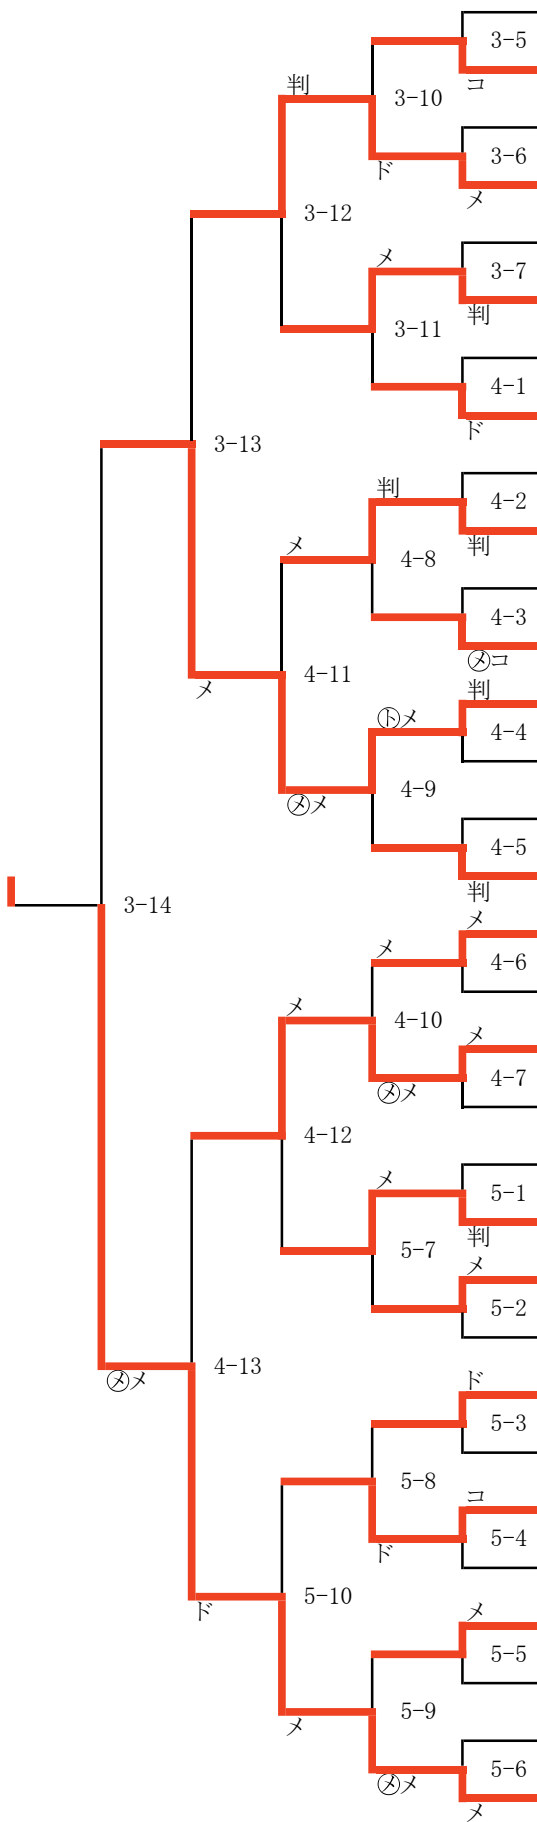 3-5
判
コ
3-10
3-6
ド
メ
3-12
メ
3-7
判
3-11
4-1
ド
3-13
判
4-2
メ
判
4-8
4-3
㋱コ
4-11
メ
判
㋣メ
4-4
㋱メ
4-9
4-5
判
3-14
メ
メ
4-6
メ
4-10
メ
4-7
㋱メ
4-12
メ
5-1
判
5-7
メ
5-2
4-13
㋱メ
ド
5-3
5-8
コ
5-4
ド
5-10
ド
メ
5-5
5-9
メ
5-6
㋱メ
メ